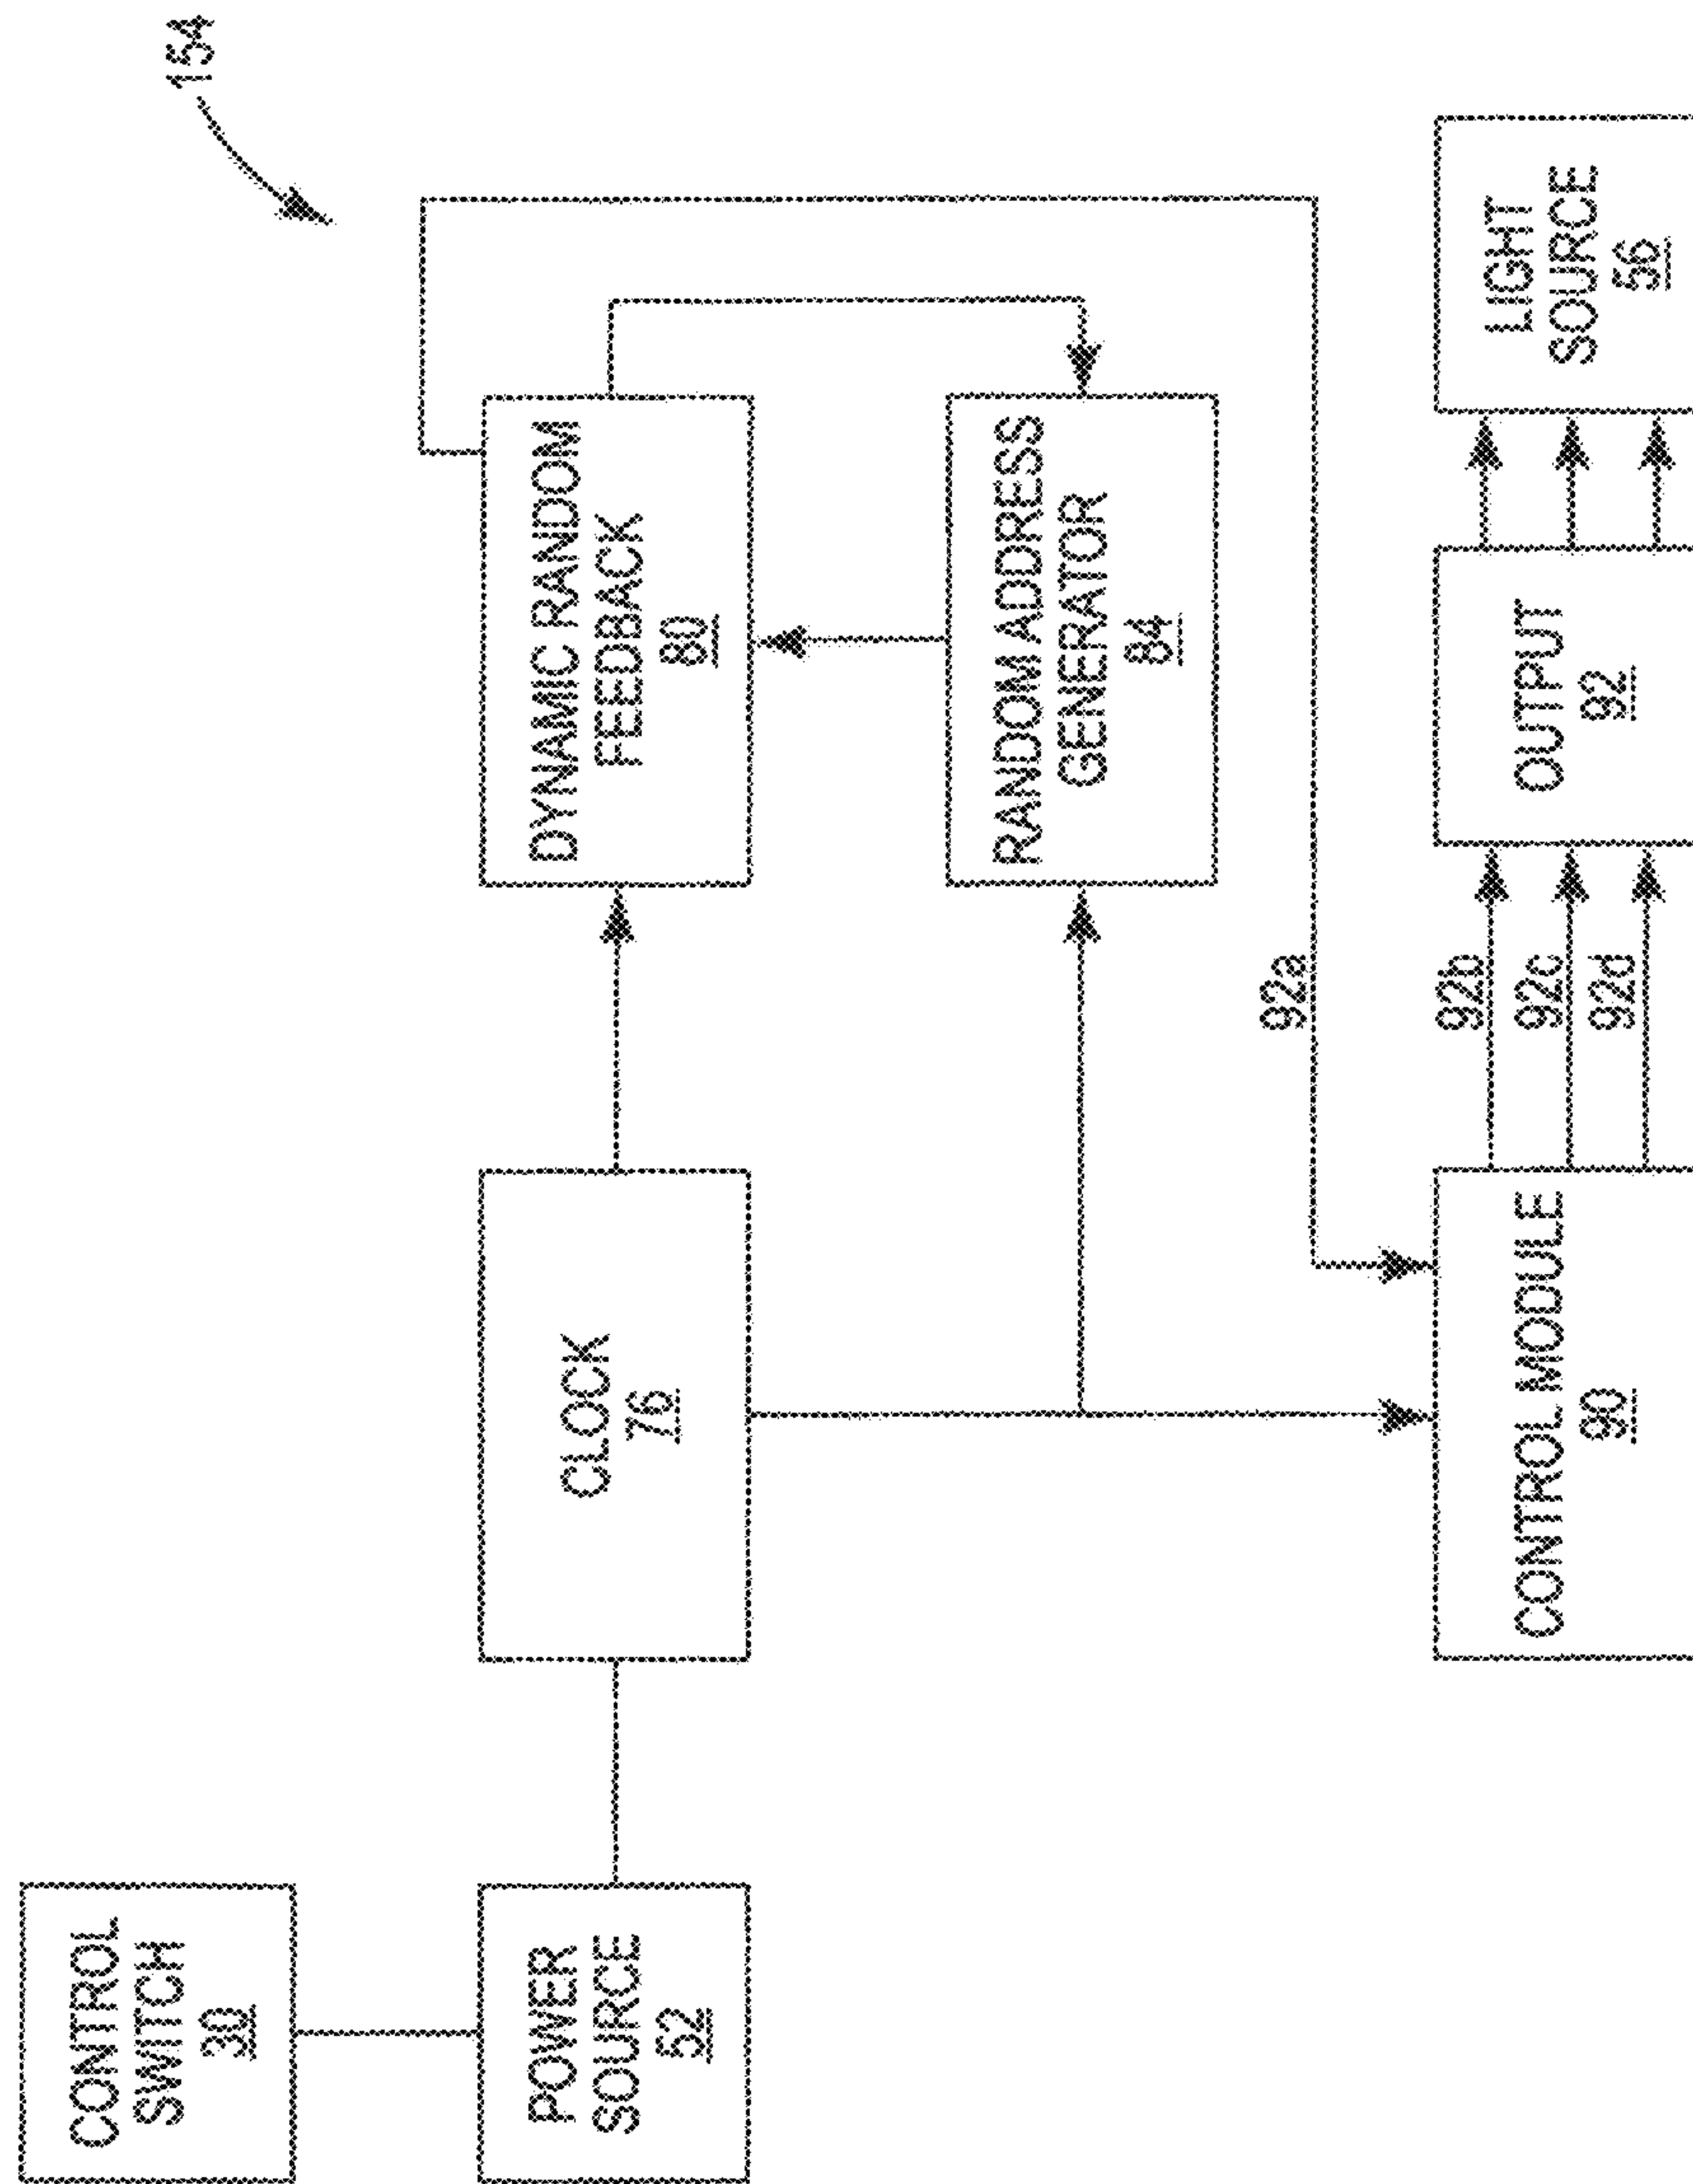 154
CONTROL
SWITCH
30
POWER
SOURCE
52
CLOCK
76
DYNAMIC RANDOM
FEEDBACK
80
RANDOM ADDRESS
GENERATOR
84
92a
CONTROL MODULE
90
92b
92c
92d
OUTPUT
92
LIGHT
SOURCE
56